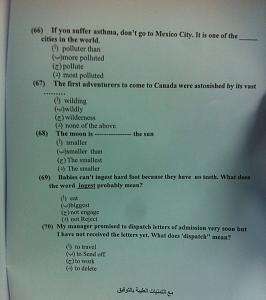 (66) If you suffer asthma, don't go to Mexico City. It is one of the _____
cities in the world.
(أ) polluter than
(ب)more polluted
(ج)pollute
(د) most polluted
(67) The first adventurers to come to Canada were astonished by its vast
..........
(أ) wilding
(ب)wildly
(ج) wilderness
(د) none of the above
(68) The moon is ---------------- the sun
(أ) smaller
(ب)smaller than
(ج) The smallest
(د) The smaller
(69) Babies can't ingest hard foot because they have no teeth. What does
the word ingest probably mean?
(أ) eat
(ب)biggest
(ج) not engage
(د) not Reject
(70) My manager promised to dispatch letters of admission very soon but
I have not received the letters yet. What does 'dispatch" mean?
(أ) to travel
(ب) to Send off
(ج) to work
(د) to delete
مع التمنيات الطيبة بالتوفيق